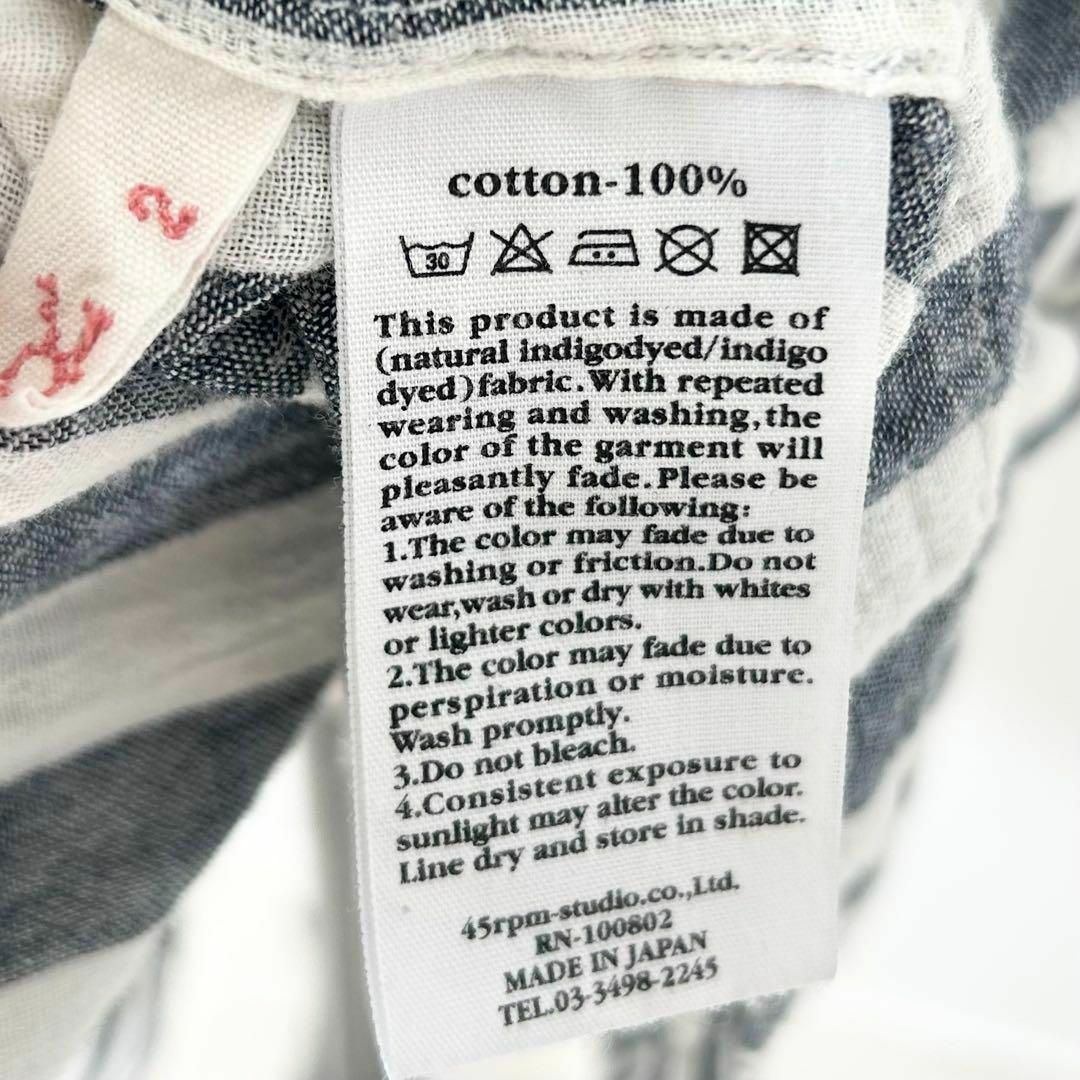 cotton-100%
30
This product is made of
(natural indigodyed/indigo
dyed)fabric.With repeated
wearing and washing,the
color of the garment will
pleasantly fade.Please be
aware of the following:
1.The color may fade due to
washing or friction.Do not
wear,wash or dry with whites
or lighter colors.
2.The color may fade due to
perspiration or moisture.
Wash promptly.
3.Do not bleach.
4.Consistent exposure to
sunlight may alter the color.
Line dry and store in shade.
45rpm-studio.co.,Ltd.
RN-100802
MADE IN JAPAN
TEL.03-3498-2245
2